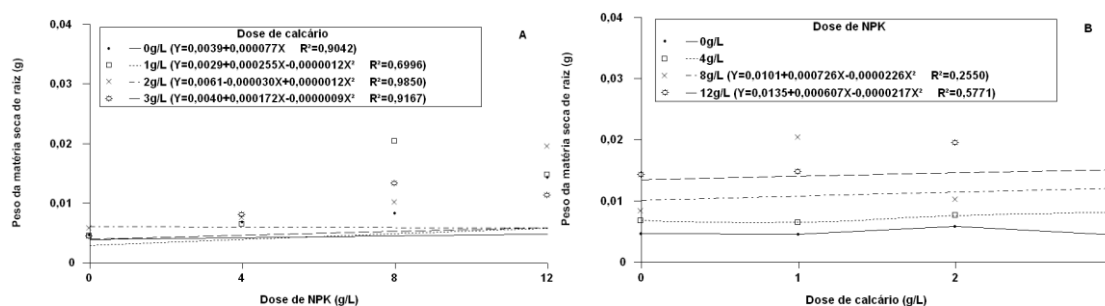 Dose de calcário
A
0g/L (Y=0,0039+0,000077X R²=0,9042)
1g/L (Y=0,0029+0,000255X-0,0000012X² R²=0,6996)
2g/L (Y=0,0061-0,000030X+0,0000012X² R²=0,9850)
3g/L (Y=0,0040+0,000172X-0,0000009X² R²=0,9167)
Peso da matéria seca de raiz (g)
0,04
0,03
0,02
0,01
0
0 4 8 12
Dose de NPK (g/L)
Dose de NPK
B
0g/L
4g/L
8g/L (Y=0,0101+0,000726X-0,0000226X² R²=0,2550)
12g/L (Y=0,0135+0,000607X-0,0000217X² R²=0,5771)
Peso da matéria seca de raiz (g)
0,04
0,03
0,02
0,01
0
0 1 2
Dose de calcário (g/L)